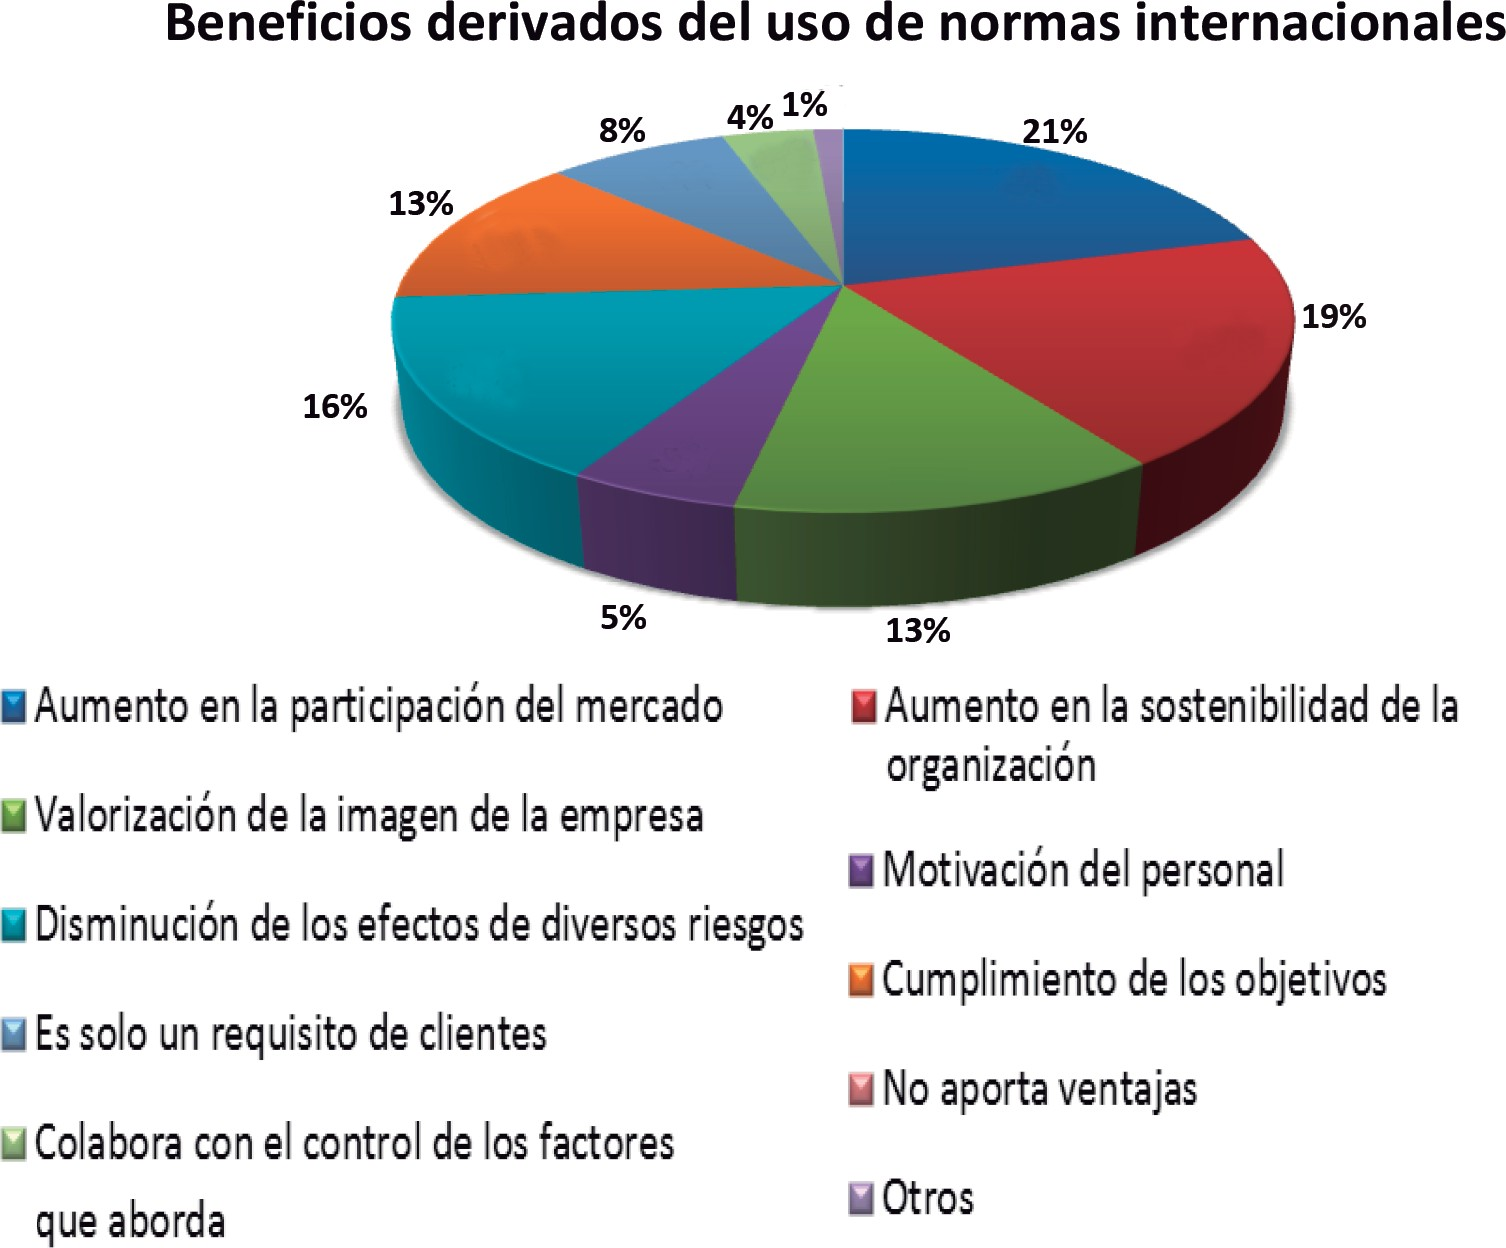 Beneficios derivados del uso de normas internacionales
1%
4%
8%
21%
13%
19%
16%
5%
13%
Aumento en la participación del mercado
Aumento en la sostenibilidad de la
organización
Valorización de la imagen de la empresa
Motivación del personal
Disminución de los efectos de diversos riesgos
Cumplimiento de los objetivos
Es solo un requisito de clientes
No aporta ventajas
Colabora con el control de los factores
que aborda
Otros